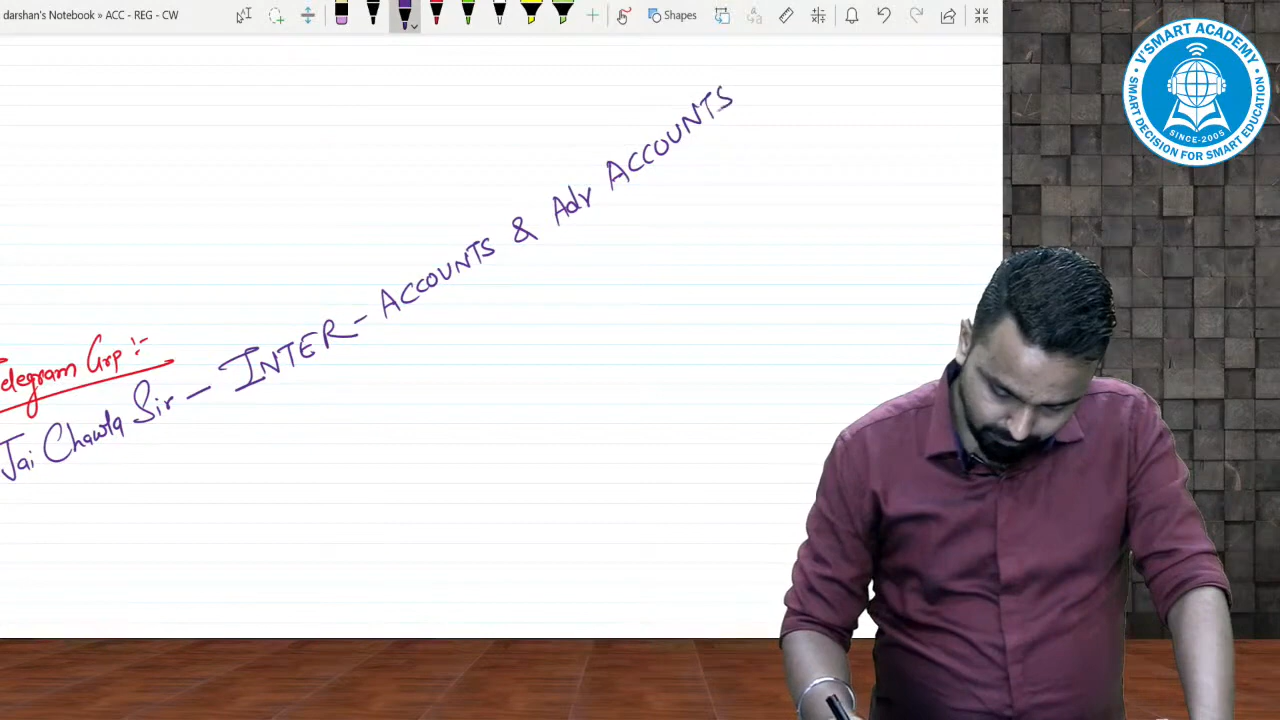 darshan's Notebook » ACC - REG - CW
Shapes
V'SMART ACADEMY
SMART DECISION FOR SMART EDUCATION
SINCE-2005
elegram Grp :-
Jai Chawla Sir - INTER - ACCOUNTS & Adv ACCOUNTS